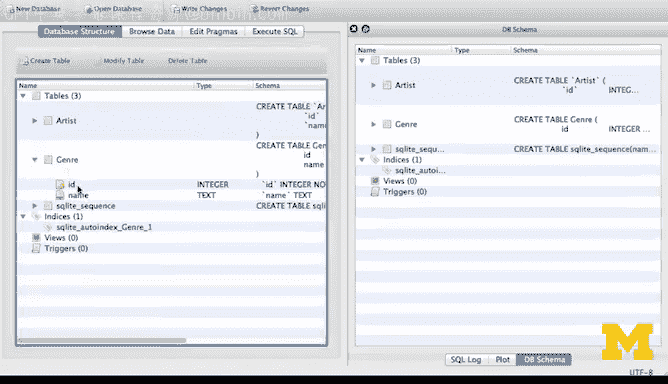 New Database Open Database Write Changes Revert Changes
Database Structure Browse Data Edit Pragmas Execute SQL
DB Schema
Create Table Modify Table Delete Table
Name Type Schema
Tables (3)
Artist
CREATE TABLE `Ar
`id`
`name
)
Genre
CREATE TABLE Gen
id
name
)
id INTEGER `id` INTEGER NO
name TEXT `name` TEXT
sqlite_sequence CREATE TABLE sqli
Indices (1)
sqlite_autoindex_Genre_1
Views (0)
Triggers (0)
Name Type Schema
Tables (3)
Artist CREATE TABLE `Artist` (
`id` INTEG...
Genre CREATE TABLE Genre (
id INTEGER ...
sqlite_sequ... CREATE TABLE sqlite_sequence(nam...
Indices (1)
sqlite_autoi...
Views (0)
Triggers (0)
M
SQL Log Plot DB Schema
UTF-8